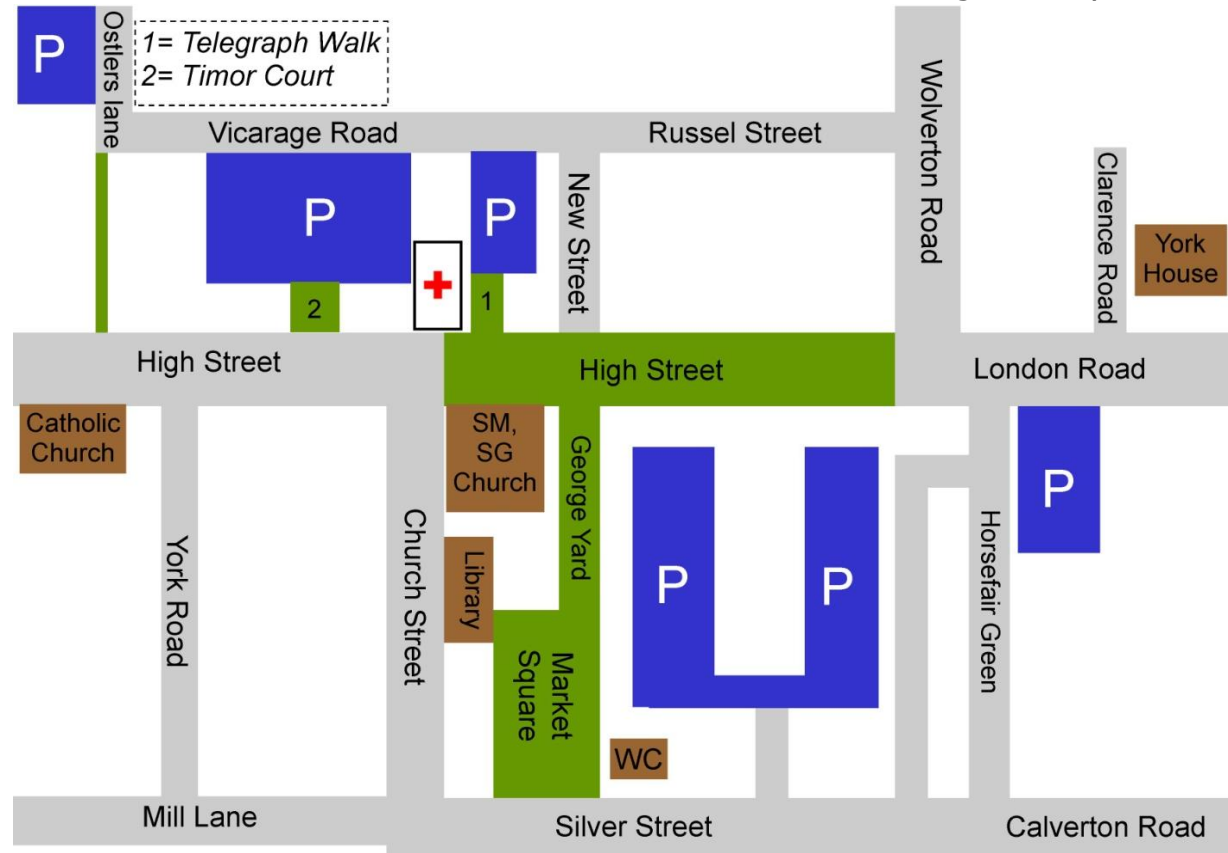 P
Ostlers lane
1= Telegraph Walk
2= Timor Court
Vicarage Road
Russel Street
Wolverton Road
P
P
New Street
Clarence Road
York
House
2
1
High Street
High Street
London Road
Catholic
Church
SM,
SG
Church
George Yard
P
York Road
Church Street
Library
Horsefair Green
P
P
Market
Square
WC
Mill Lane
Silver Street
Calverton Road